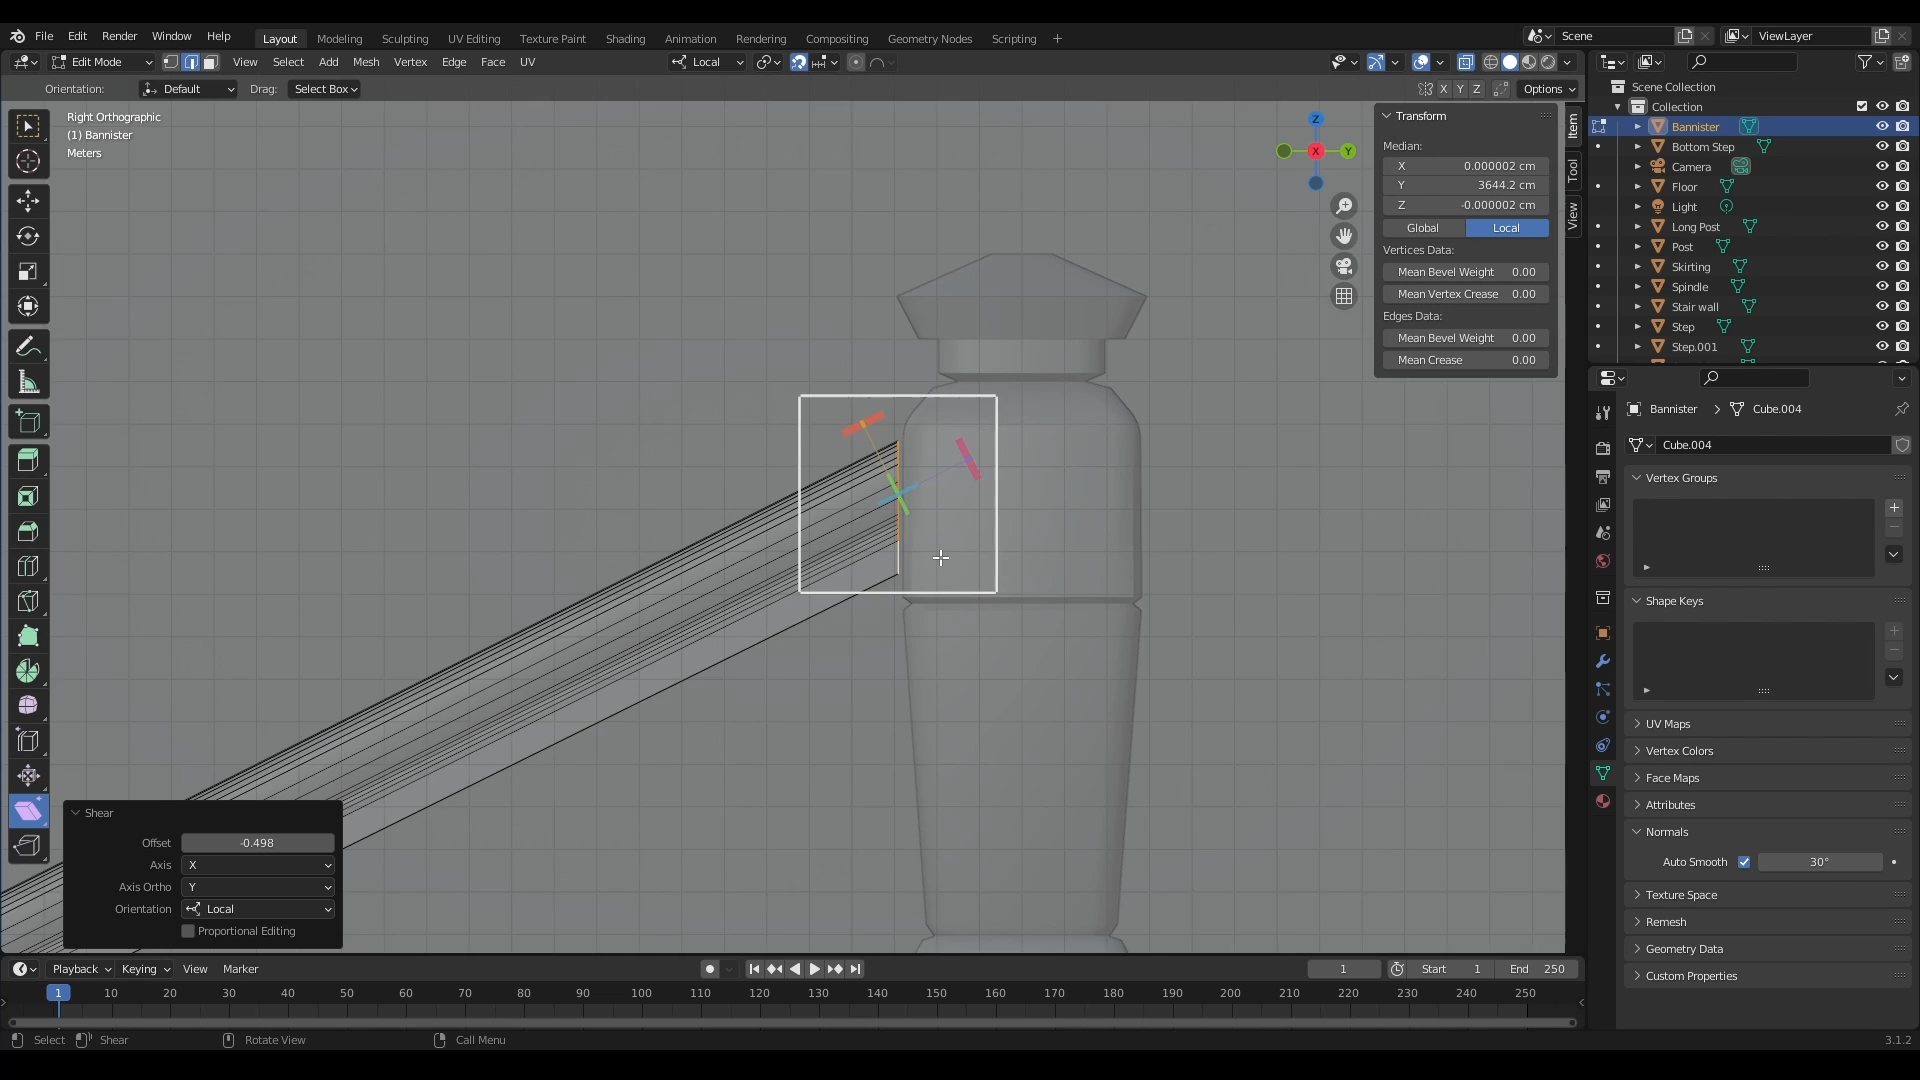 File Edit Render Window Help Layout Modeling Sculpting UV Editing Texture Paint Shading Animation Rendering Compositing Geometry Nodes Scripting + Scene ViewLayer
Edit Mode View Select Add Mesh Vertex Edge Face UV Local
Orientation: Default Drag: Select Box X Y Z Options
Right Orthographic
(1) Bannister
Meters
Z
X
Y
Transform
Median:
X 0.000002 cm
Y 3644.2 cm
Z -0.000002 cm
Global Local
Vertices Data:
Mean Bevel Weight 0.00
Mean Vertex Crease 0.00
Edges Data:
Mean Bevel Weight 0.00
Mean Crease 0.00
Item
Tool
View
Scene Collection
Collection
Bannister
Bottom Step
Camera
Floor
Light
Long Post
Post
Skirting
Spindle
Stair wall
Step
Step.001
Bannister Cube.004
Cube.004
Vertex Groups
Shape Keys
UV Maps
Vertex Colors
Face Maps
Attributes
Normals
Auto Smooth 30°
Texture Space
Remesh
Geometry Data
Custom Properties
Shear
Offset -0.498
Axis X
Axis Ortho Y
Orientation Local
Proportional Editing
Playback Keying View Marker 1 Start 1 End 250
1 10 20 30 40 50 60 70 80 90 100 110 120 130 140 150 160 170 180 190 200 210 220 230 240 250
Select Shear Rotate View Call Menu 3.1.2